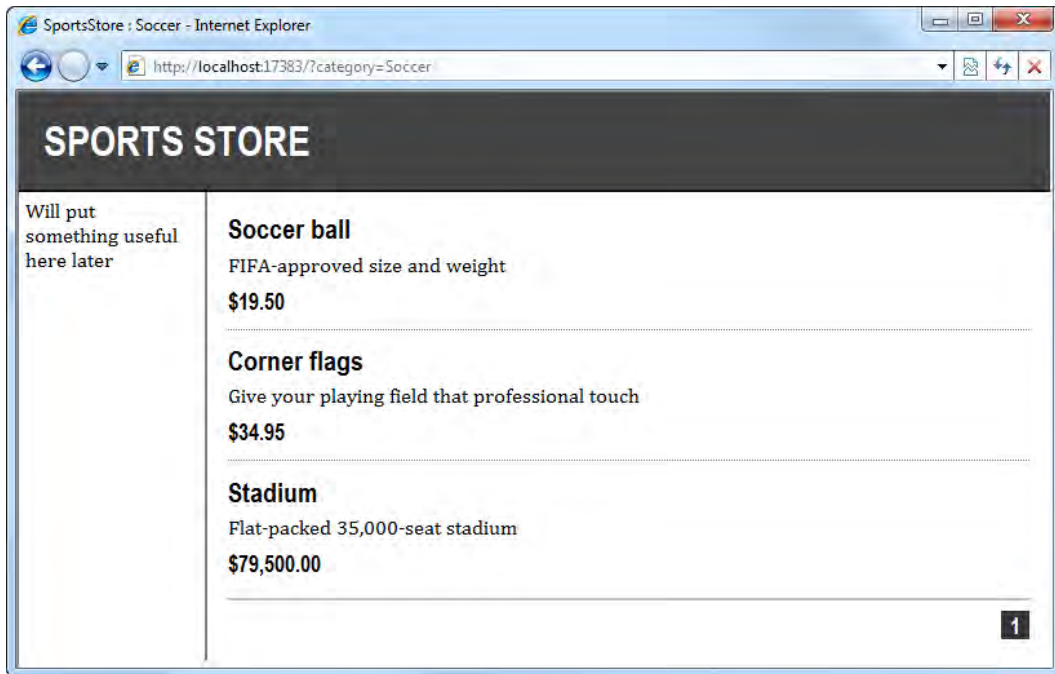 SportsStore : Soccer - Internet Explorer
http://localhost:17383/?category=Soccer
SPORTS STORE
Will put
something useful
here later
Soccer ball
FIFA-approved size and weight
$19.50
Corner flags
Give your playing field that professional touch
$34.95
Stadium
Flat-packed 35,000-seat stadium
$79,500.00
1